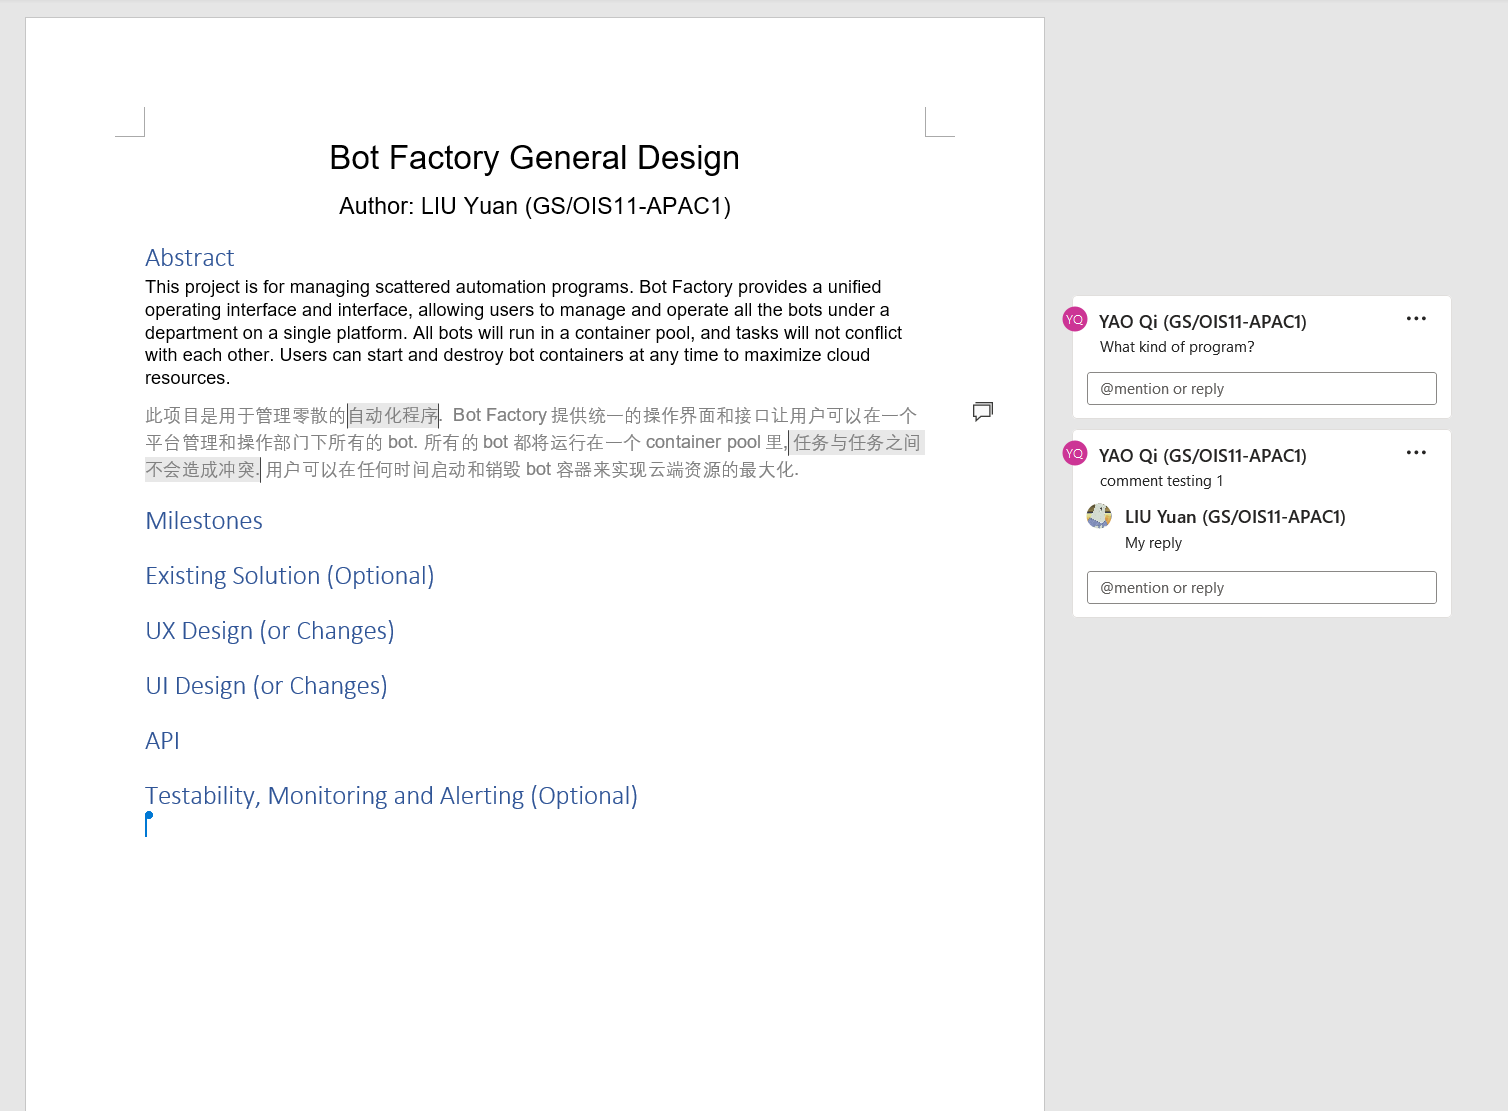 Bot Factory General Design
Author: LIU Yuan (GS/OIS11-APAC1)
Abstract
This project is for managing scattered automation programs. Bot Factory provides a unified
operating interface and interface, allowing users to manage and operate all the bots under a
department on a single platform. All bots will run in a container pool, and tasks will not conflict
with each other. Users can start and destroy bot containers at any time to maximize cloud
resources.
此项目是用于管理零散的自动化程序. Bot Factory 提供统一的操作界面和接口让用户可以在一个
平台管理和操作部门下所有的 bot. 所有的 bot 都将运行在一个 container pool 里, 任务与任务之间
不会造成冲突. 用户可以在任何时间启动和销毁 bot 容器来实现云端资源的最大化.
Milestones
Existing Solution (Optional)
UX Design (or Changes)
UI Design (or Changes)
API
Testability, Monitoring and Alerting (Optional)
YQ
YAO Qi (GS/OIS11-APAC1)
What kind of program?
@mention or reply
YQ
YAO Qi (GS/OIS11-APAC1)
comment testing 1
LIU Yuan (GS/OIS11-APAC1)
My reply
@mention or reply